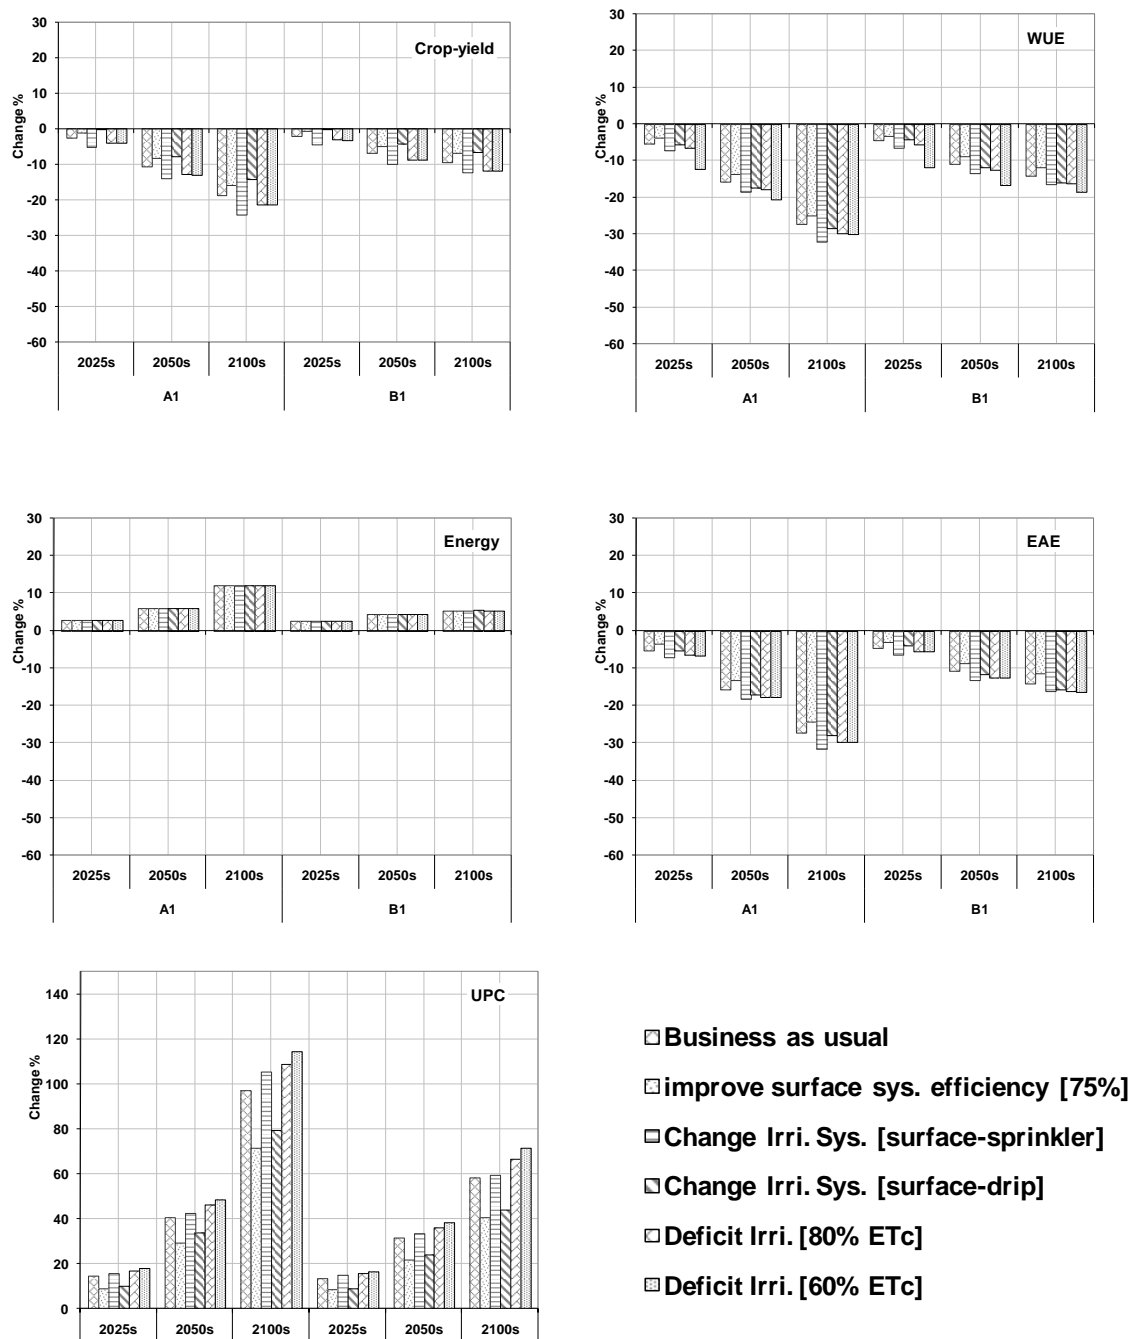 Crop-yield
Change %
30
20
10
0
-10
-20
-30
-40
-50
-60
2025s 2050s 2100s 2025s 2050s 2100s
A1 B1
WUE
Change %
30
20
10
0
-10
-20
-30
-40
-50
-60
2025s 2050s 2100s 2025s 2050s 2100s
A1 B1
Energy
Change %
30
20
10
0
-10
-20
-30
-40
-50
-60
2025s 2050s 2100s 2025s 2050s 2100s
A1 B1
EAE
Change %
30
20
10
0
-10
-20
-30
-40
-50
-60
2025s 2050s 2100s 2025s 2050s 2100s
A1 B1
UPC
Change %
140
120
100
80
60
40
20
0
2025s 2050s 2100s 2025s 2050s 2100s
Business as usual
improve surface sys. efficiency [75%]
Change Irri. Sys. [surface-sprinkler]
Change Irri. Sys. [surface-drip]
Deficit Irri. [80% ETc]
Deficit Irri. [60% ETc]